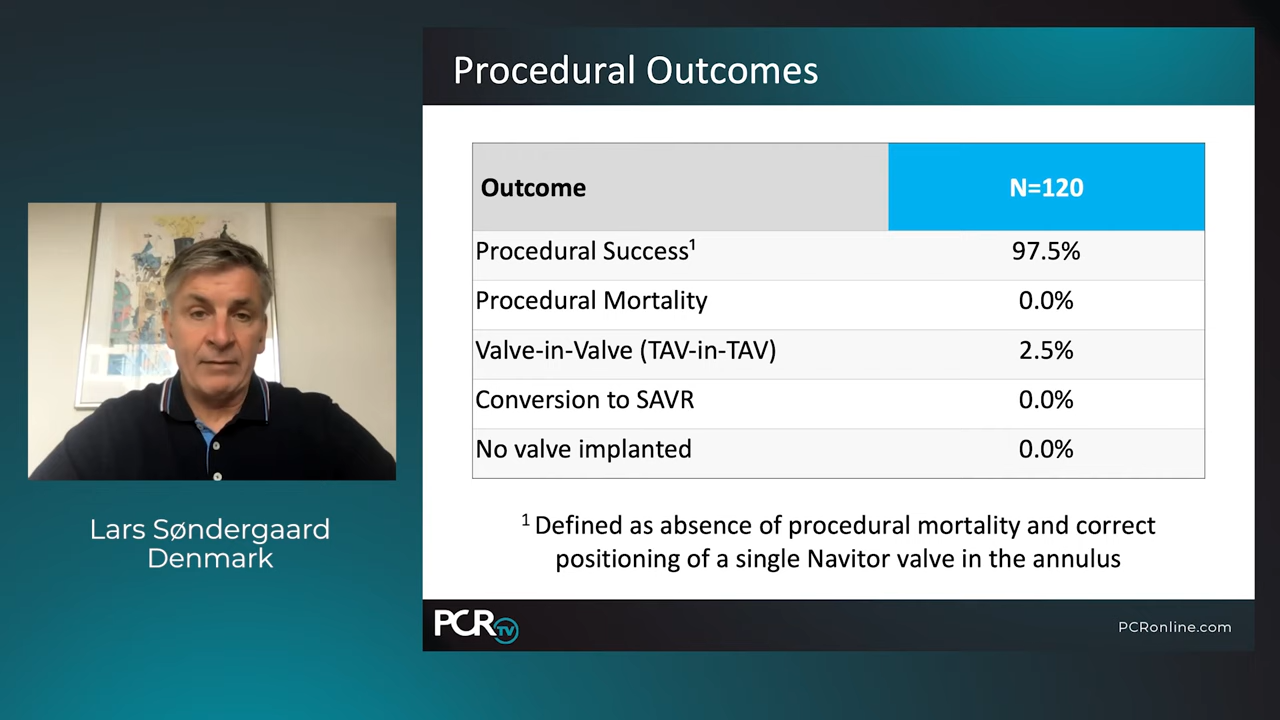 Procedural Outcomes
Outcome N=120
Procedural Success¹ 97.5%
Procedural Mortality 0.0%
Valve-in-Valve (TAV-in-TAV) 2.5%
Conversion to SAVR 0.0%
No valve implanted 0.0%
¹ Defined as absence of procedural mortality and correct
positioning of a single Navitor valve in the annulus
Lars Søndergaard
Denmark
PCR TV
PCRonline.com